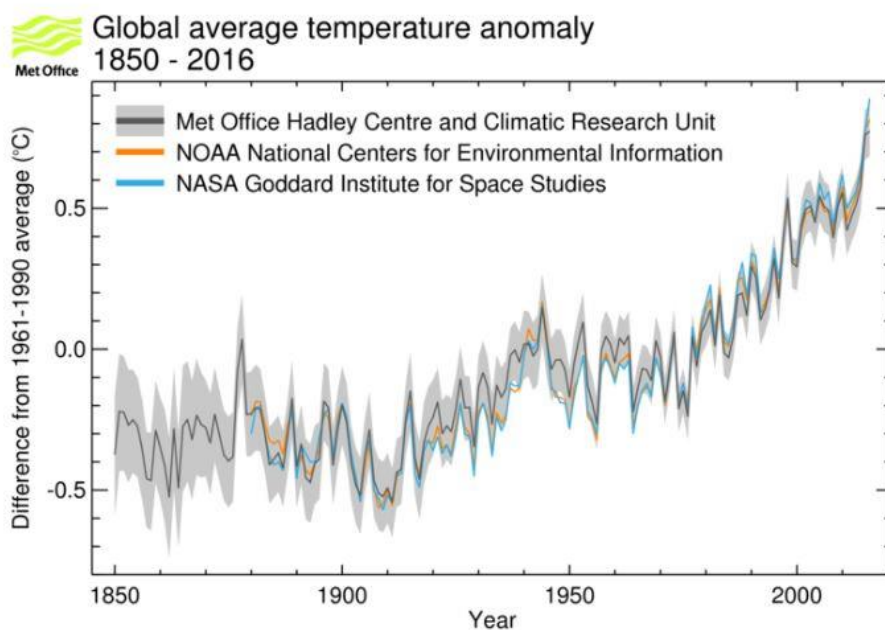 Met Office
Global average temperature anomaly
1850 - 2016
Met Office Hadley Centre and Climatic Research Unit
NOAA National Centers for Environmental Information
NASA Goddard Institute for Space Studies
Difference from 1961-1990 average (°C)
0.5
0.0
-0.5
1850
1900
1950
2000
Year